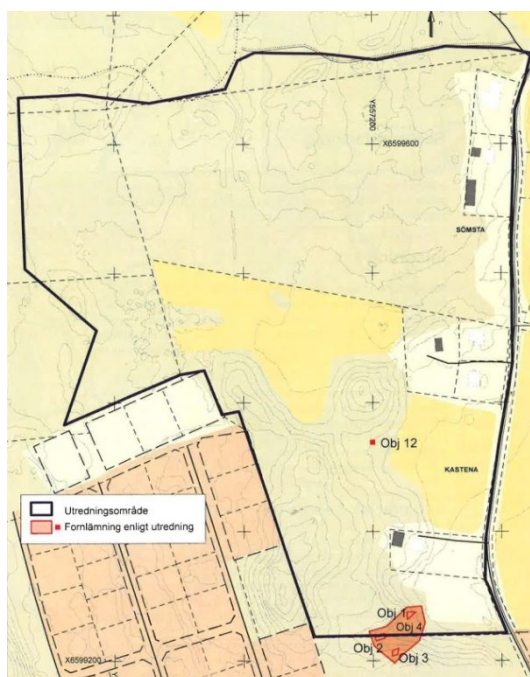 Y557200
X6599600
SÖMSTA
Obj 12
KASTENA
Utredningsområde
Fornlämning enligt utredning
Obj 1
Obj 4
Obj 2
Obj 3
X6599200